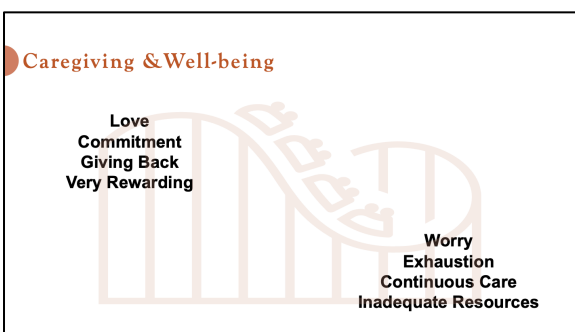 Caregiving & Well-being
Love
Commitment
Giving Back
Very Rewarding
Worry
Exhaustion
Continuous Care
Inadequate Resources